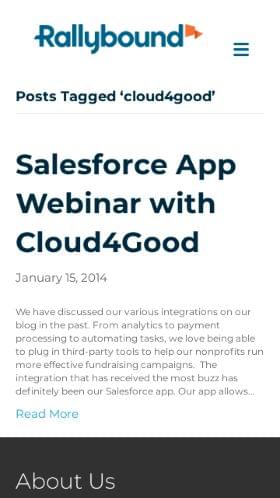 Rallybound
Posts Tagged ‘cloud4good’
Salesforce App
Webinar with
Cloud4Good
January 15, 2014
We have discussed our various integrations on our
blog in the past. From analytics to payment
processing to automating tasks, we love being able
to plug in third-party tools to help our nonprofits run
more effective fundraising campaigns.  The
integration that has received the most buzz has
definitely been our Salesforce app. Our app allows...
Read More
About Us